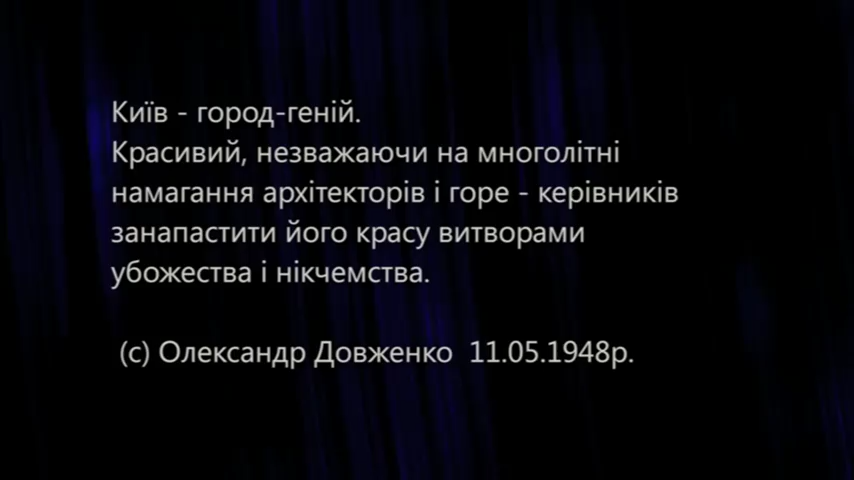 Київ - город-геній.
Красивий, незважаючи на многолітні
намагання архітекторів і горе - керівників
занапастити його красу витворами
убожества і нікчемства.
(с) Олександр Довженко 11.05.1948р.